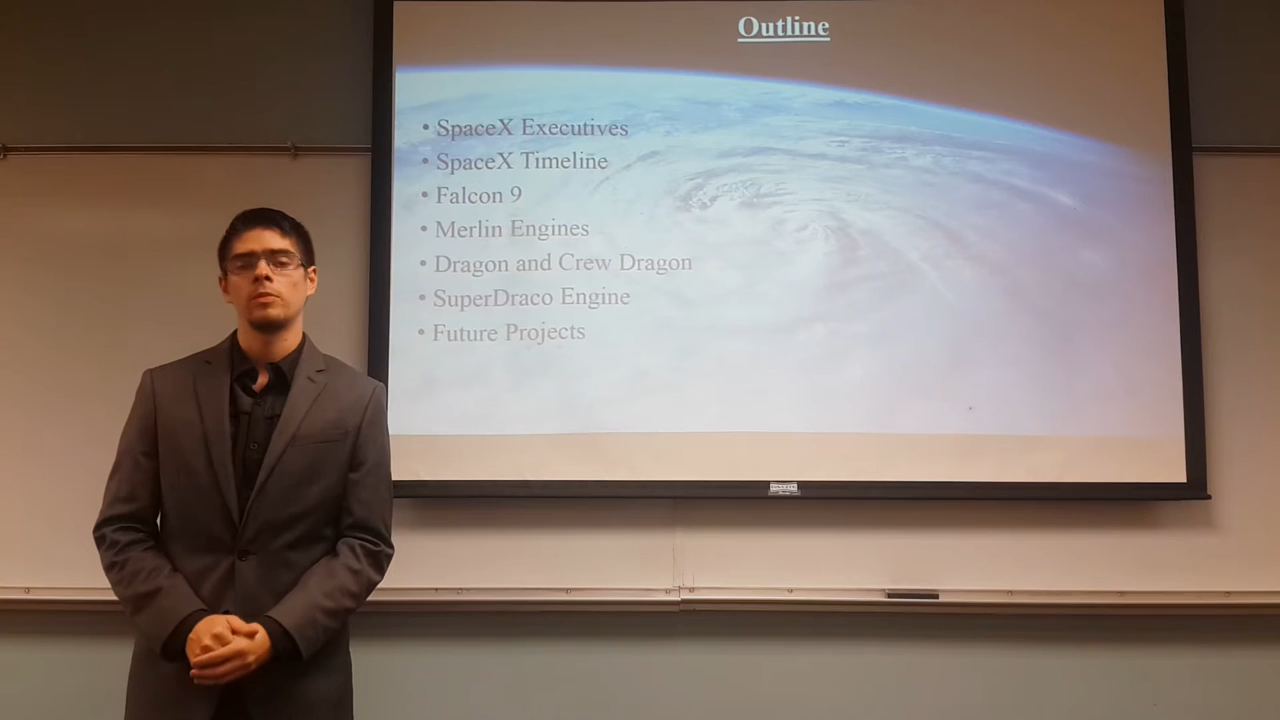 Outline
• SpaceX Executives
• SpaceX Timeline
• Falcon 9
• Merlin Engines
• Dragon and Crew Dragon
• SuperDraco Engine
• Future Projects